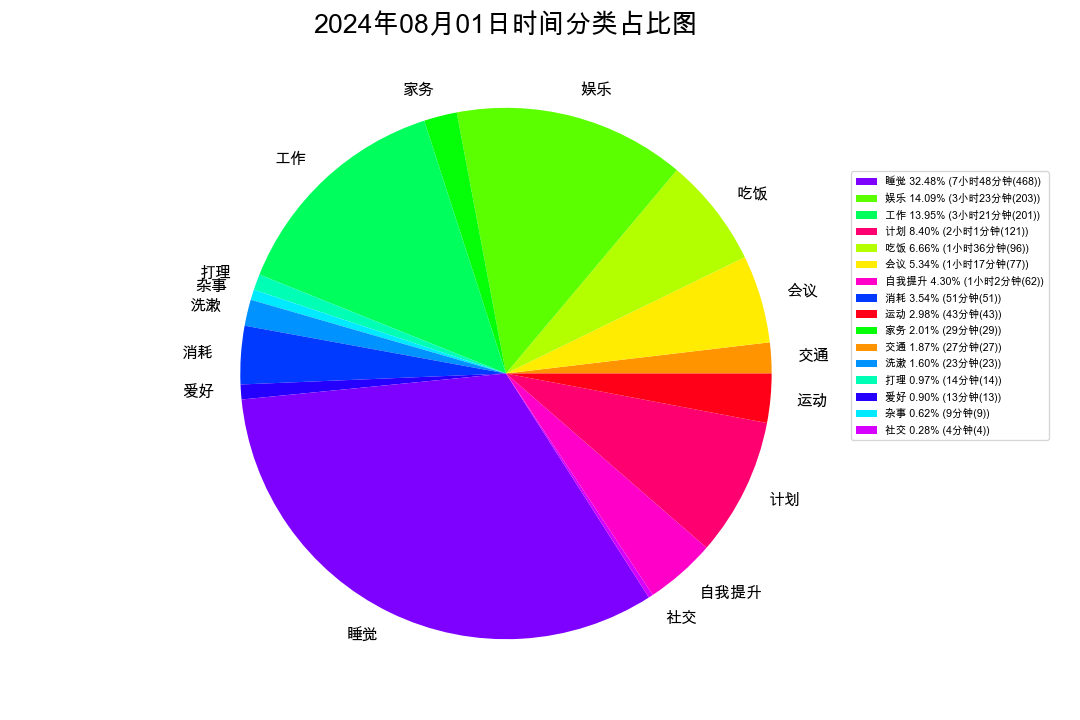 2024年08月01日时间分类占比图
家务
娱乐
工作
吃饭
打理
杂事
洗漱
会议
消耗
交通
爱好
运动
计划
自我提升
社交
睡觉
睡觉 32.48% (7小时48分钟(468))
娱乐 14.09% (3小时23分钟(203))
工作 13.95% (3小时21分钟(201))
计划 8.40% (2小时1分钟(121))
吃饭 6.66% (1小时36分钟(96))
会议 5.34% (1小时17分钟(77))
自我提升 4.30% (1小时2分钟(62))
消耗 3.54% (51分钟(51))
运动 2.98% (43分钟(43))
家务 2.01% (29分钟(29))
交通 1.87% (27分钟(27))
洗漱 1.60% (23分钟(23))
打理 0.97% (14分钟(14))
爱好 0.90% (13分钟(13))
杂事 0.62% (9分钟(9))
社交 0.28% (4分钟(4))